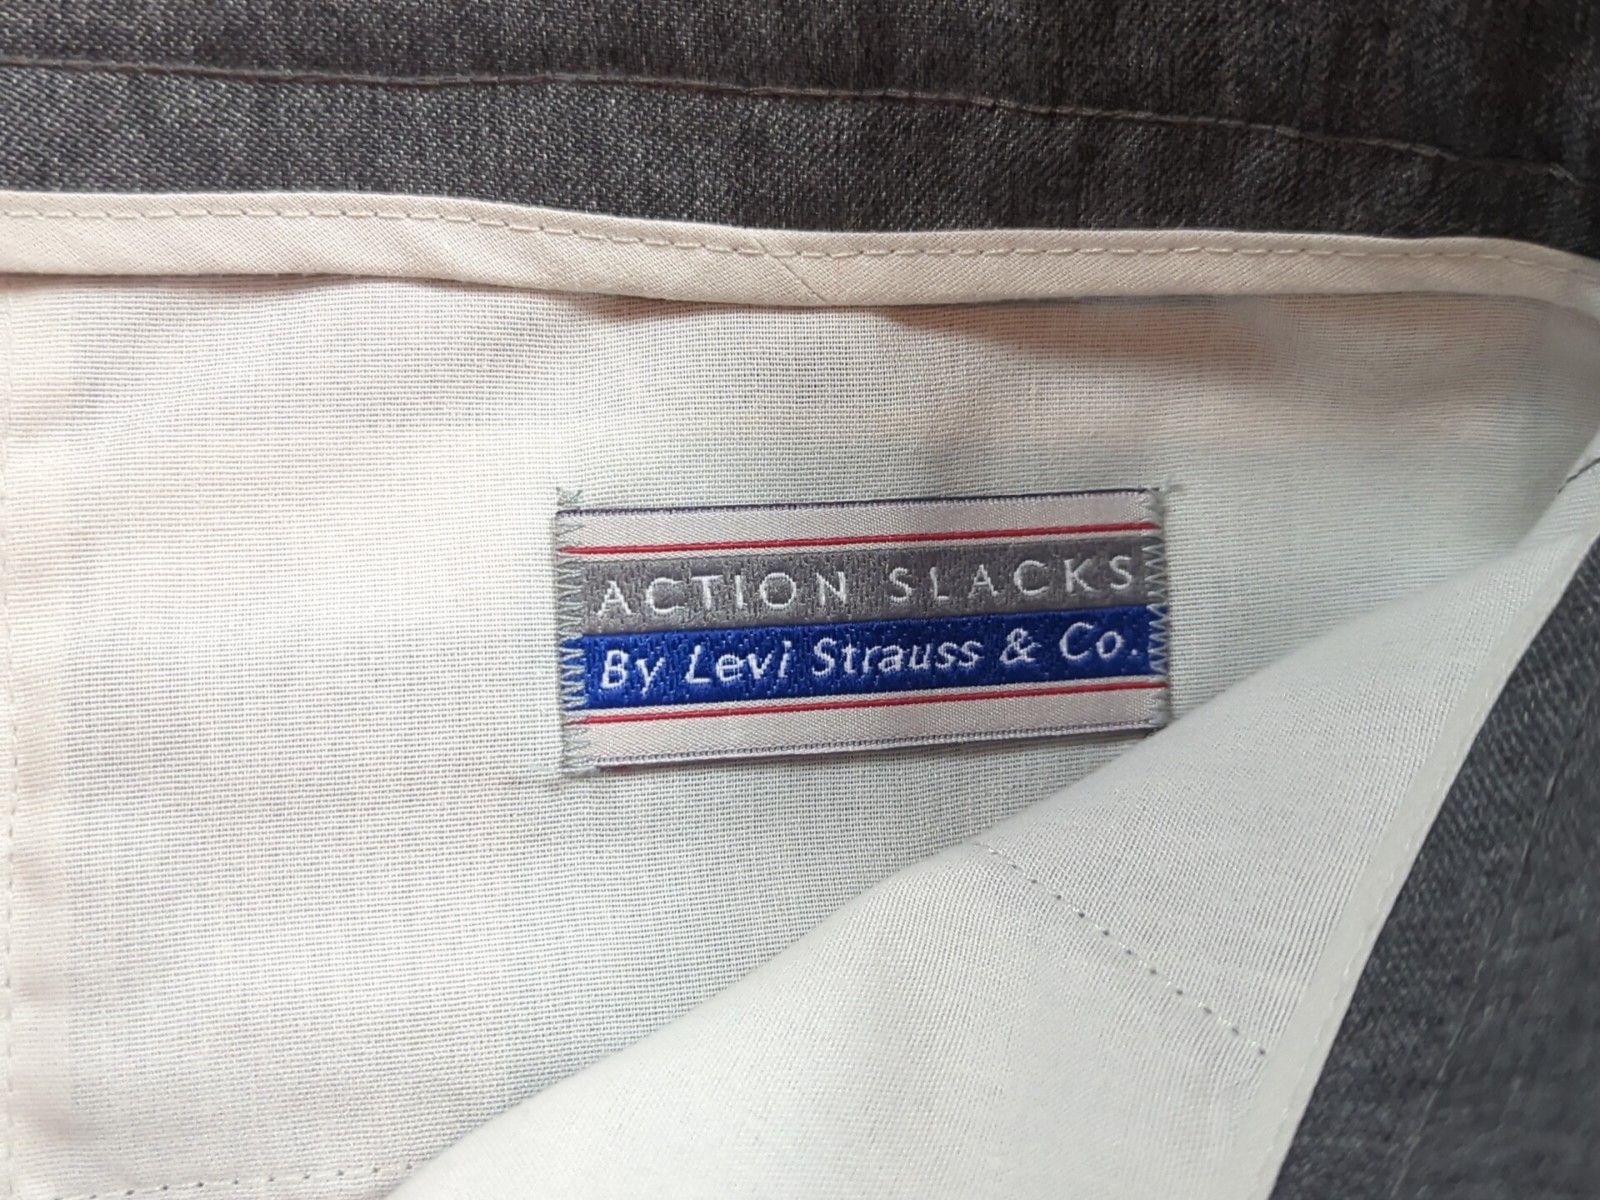 ACTION SLACKS
By Levi Strauss & Co.